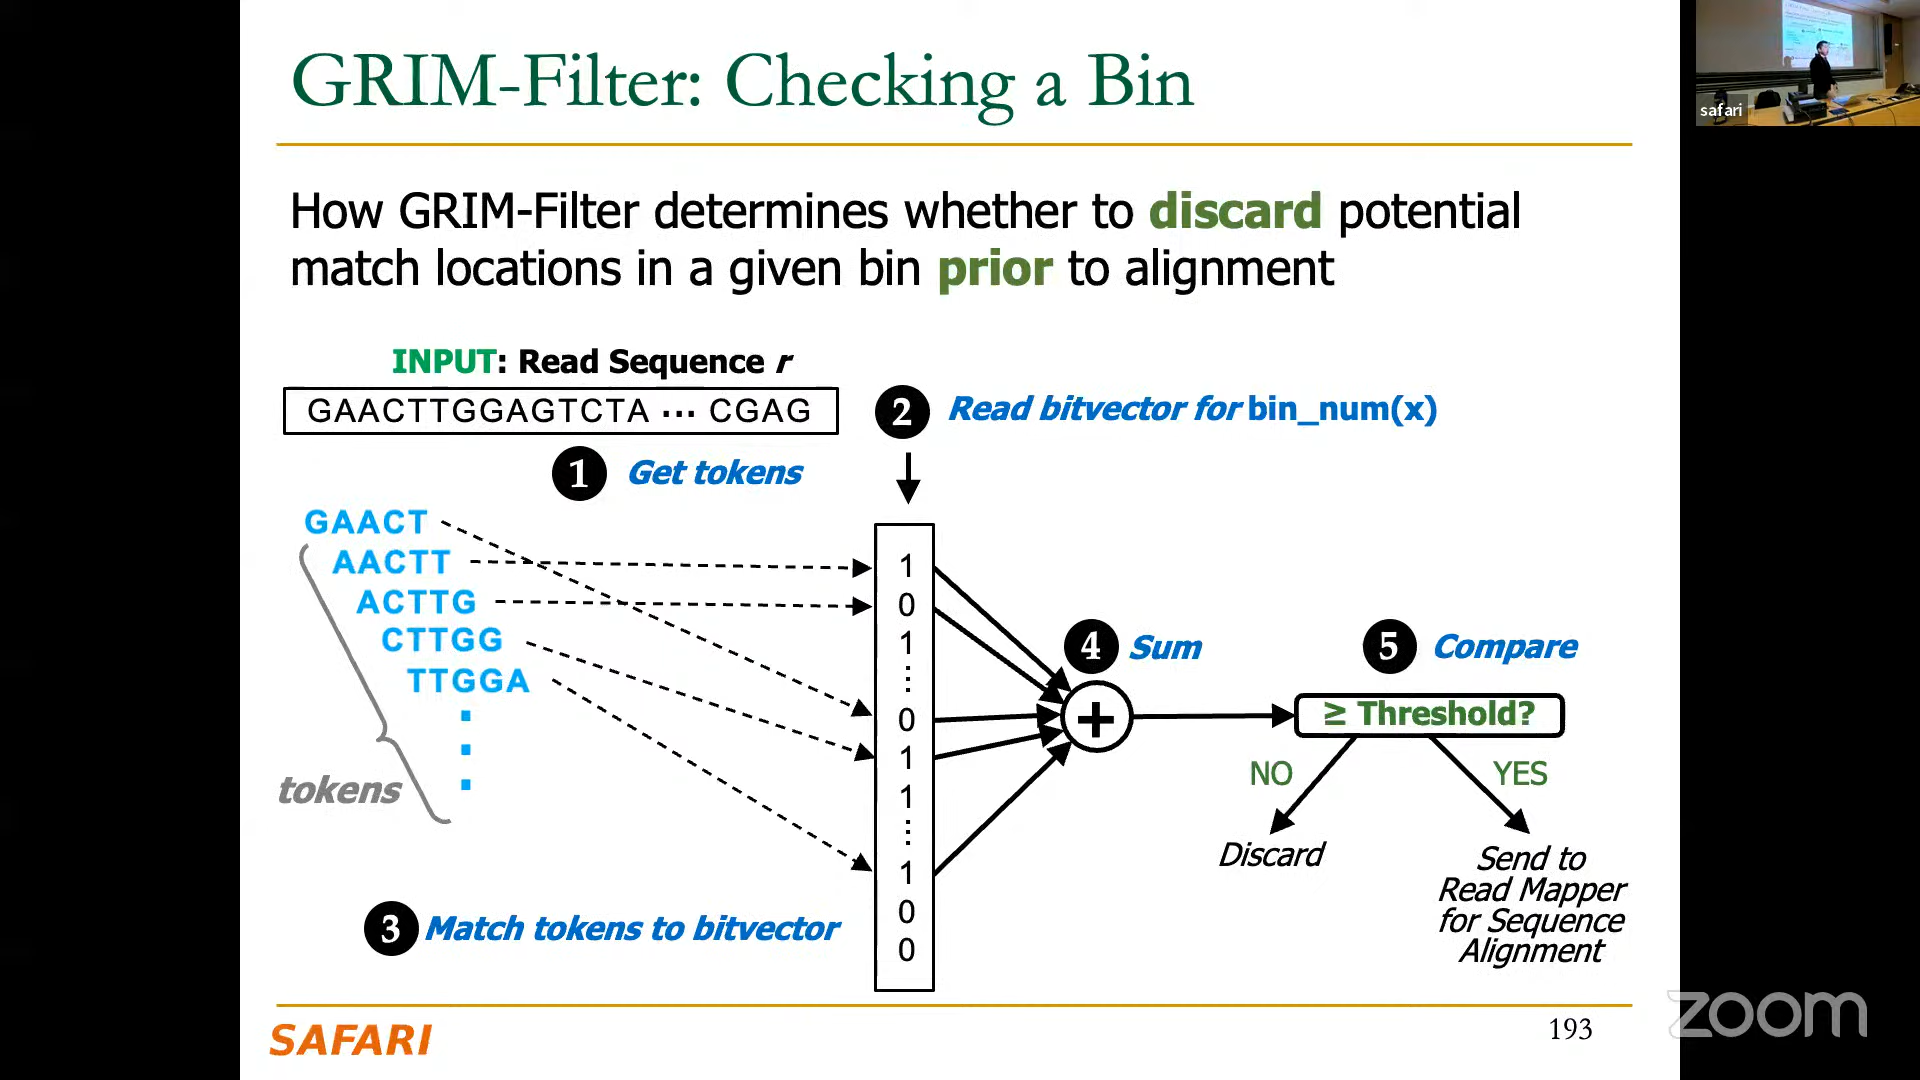 GRIM-Filter: Checking a Bin
safari
How GRIM-Filter determines whether to discard potential
match locations in a given bin prior to alignment
INPUT: Read Sequence r
GAACTTGGAGTCTA ··· CGAG
2 Read bitvector for bin_num(x)
1 Get tokens
GAACT
AACTT
ACTTG
CTTGG
TTGGA
tokens
1
0
1
⋮
0
1
1
⋮
1
0
0
3 Match tokens to bitvector
4 Sum
+
5 Compare
≥ Threshold?
NO
YES
Discard
Send to
Read Mapper
for Sequence
Alignment
SAFARI
193
zoom